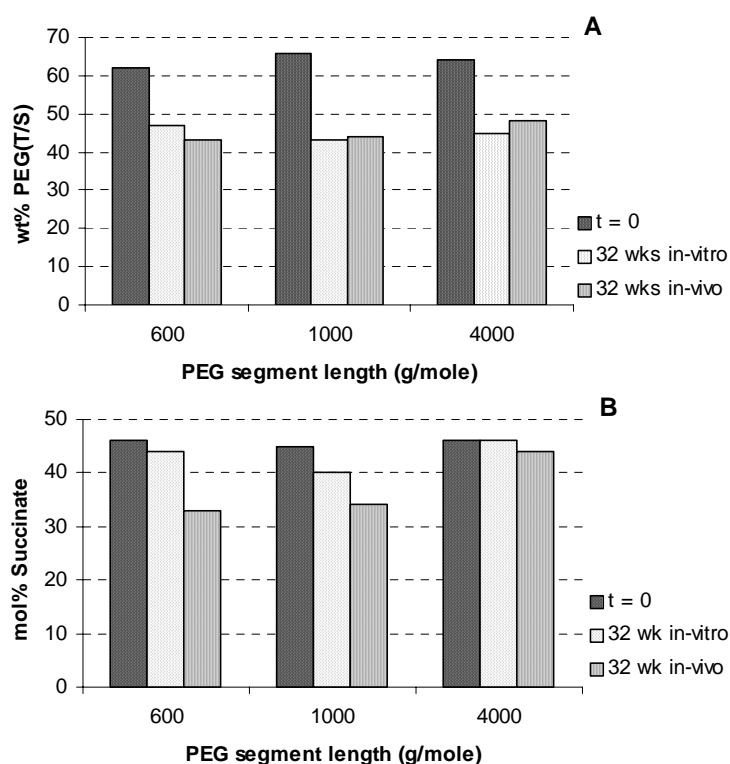 A
70
60
50
40
30
20
10
0
wt% PEG(T/S)
600 1000 4000
PEG segment length (g/mole)
t = 0
32 wks in-vitro
32 wks in-vivo
B
50
40
30
20
10
0
mol% Succinate
600 1000 4000
PEG segment length (g/mole)
t = 0
32 wk in-vitro
32 wk in-vivo